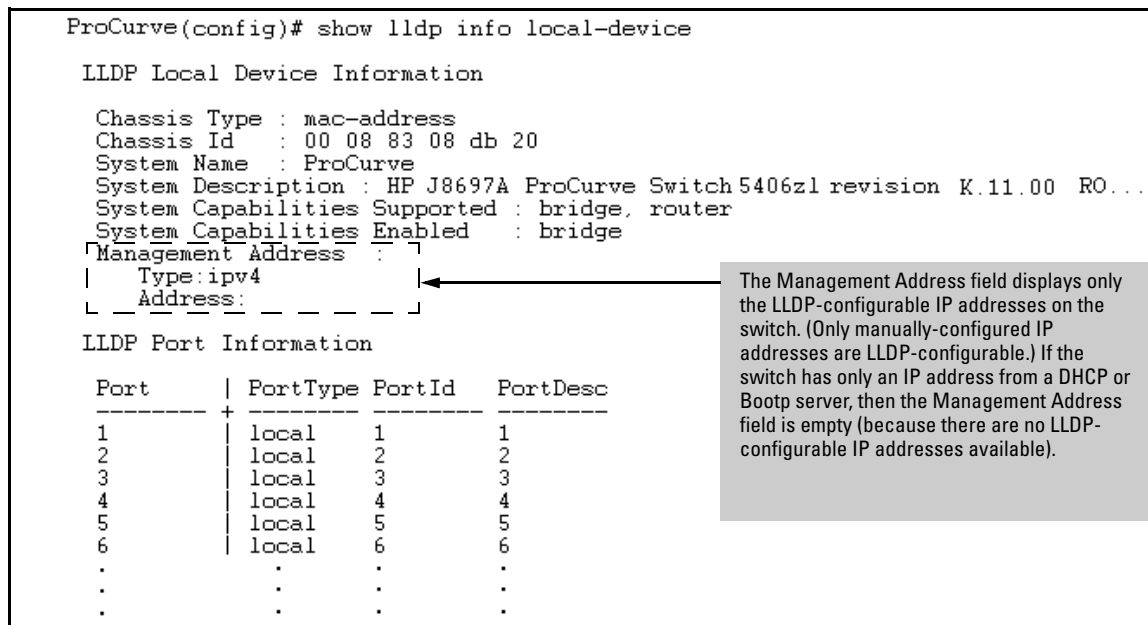 ProCurve(config)# show lldp info local-device
LLDP Local Device Information
Chassis Type : mac-address
Chassis Id : 00 08 83 08 db 20
System Name : ProCurve
System Description : HP J8697A ProCurve Switch 5406zl revision K.11.00 RO...
System Capabilities Supported : bridge, router
System Capabilities Enabled : bridge
Management Address :
Type:ipv4
Address:
The Management Address field displays only
the LLDP-configurable IP addresses on the
switch. (Only manually-configured IP
addresses are LLDP-configurable.) If the
switch has only an IP address from a DHCP or
Bootp server, then the Management Address
field is empty (because there are no LLDP-
configurable IP addresses available).
LLDP Port Information
Port | PortType PortId PortDesc
-------- + -------- -------- --------
1 | local 1 1
2 | local 2 2
3 | local 3 3
4 | local 4 4
5 | local 5 5
6 | local 6 6
. . . .
. . . .
. . . .